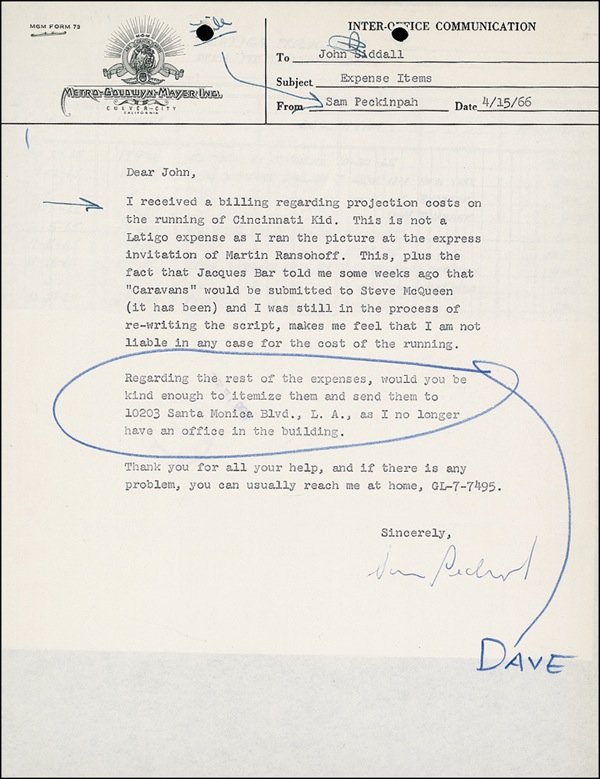 MGM FORM 73
file
INTER-OFFICE COMMUNICATION
To John Siddall
Subject Expense Items
From Sam Peckinpah Date 4/15/66
MGM
METRO-GOLDWYN-MAYER INC.
CULVER-CITY
CALIFORNIA
Dear John,
I received a billing regarding projection costs on
the running of Cincinnati Kid. This is not a
Latigo expense as I ran the picture at the express
invitation of Martin Ransohoff. This, plus the
fact that Jacques Bar told me some weeks ago that
"Caravans" would be submitted to Steve McQueen
(it has been) and I was still in the process of
re-writing the script, makes me feel that I am not
liable in any case for the cost of the running.
Regarding the rest of the expenses, would you be
kind enough to itemize them and send them to
10203 Santa Monica Blvd., L. A., as I no longer
have an office in the building.
Thank you for all your help, and if there is any
problem, you can usually reach me at home, GL-7-7495.
Sincerely,
Sam Peckinpah
DAVE